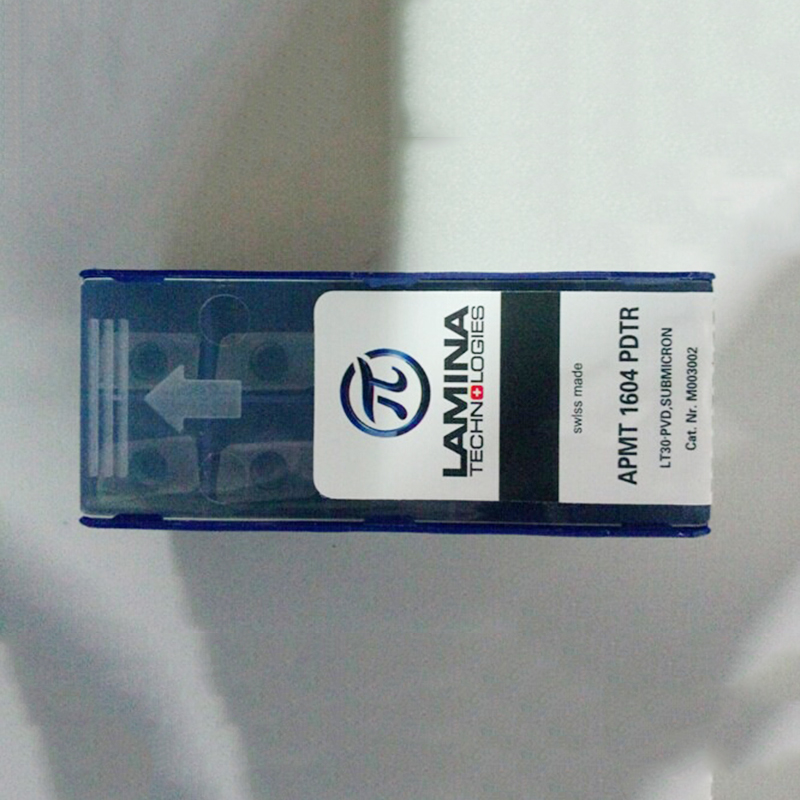 π
LAMINA
TECHNOLOGIES
swiss made
APMT 1604 PDTR
LT30-PVD,SUBMICRON
Cat. Nr. M003002